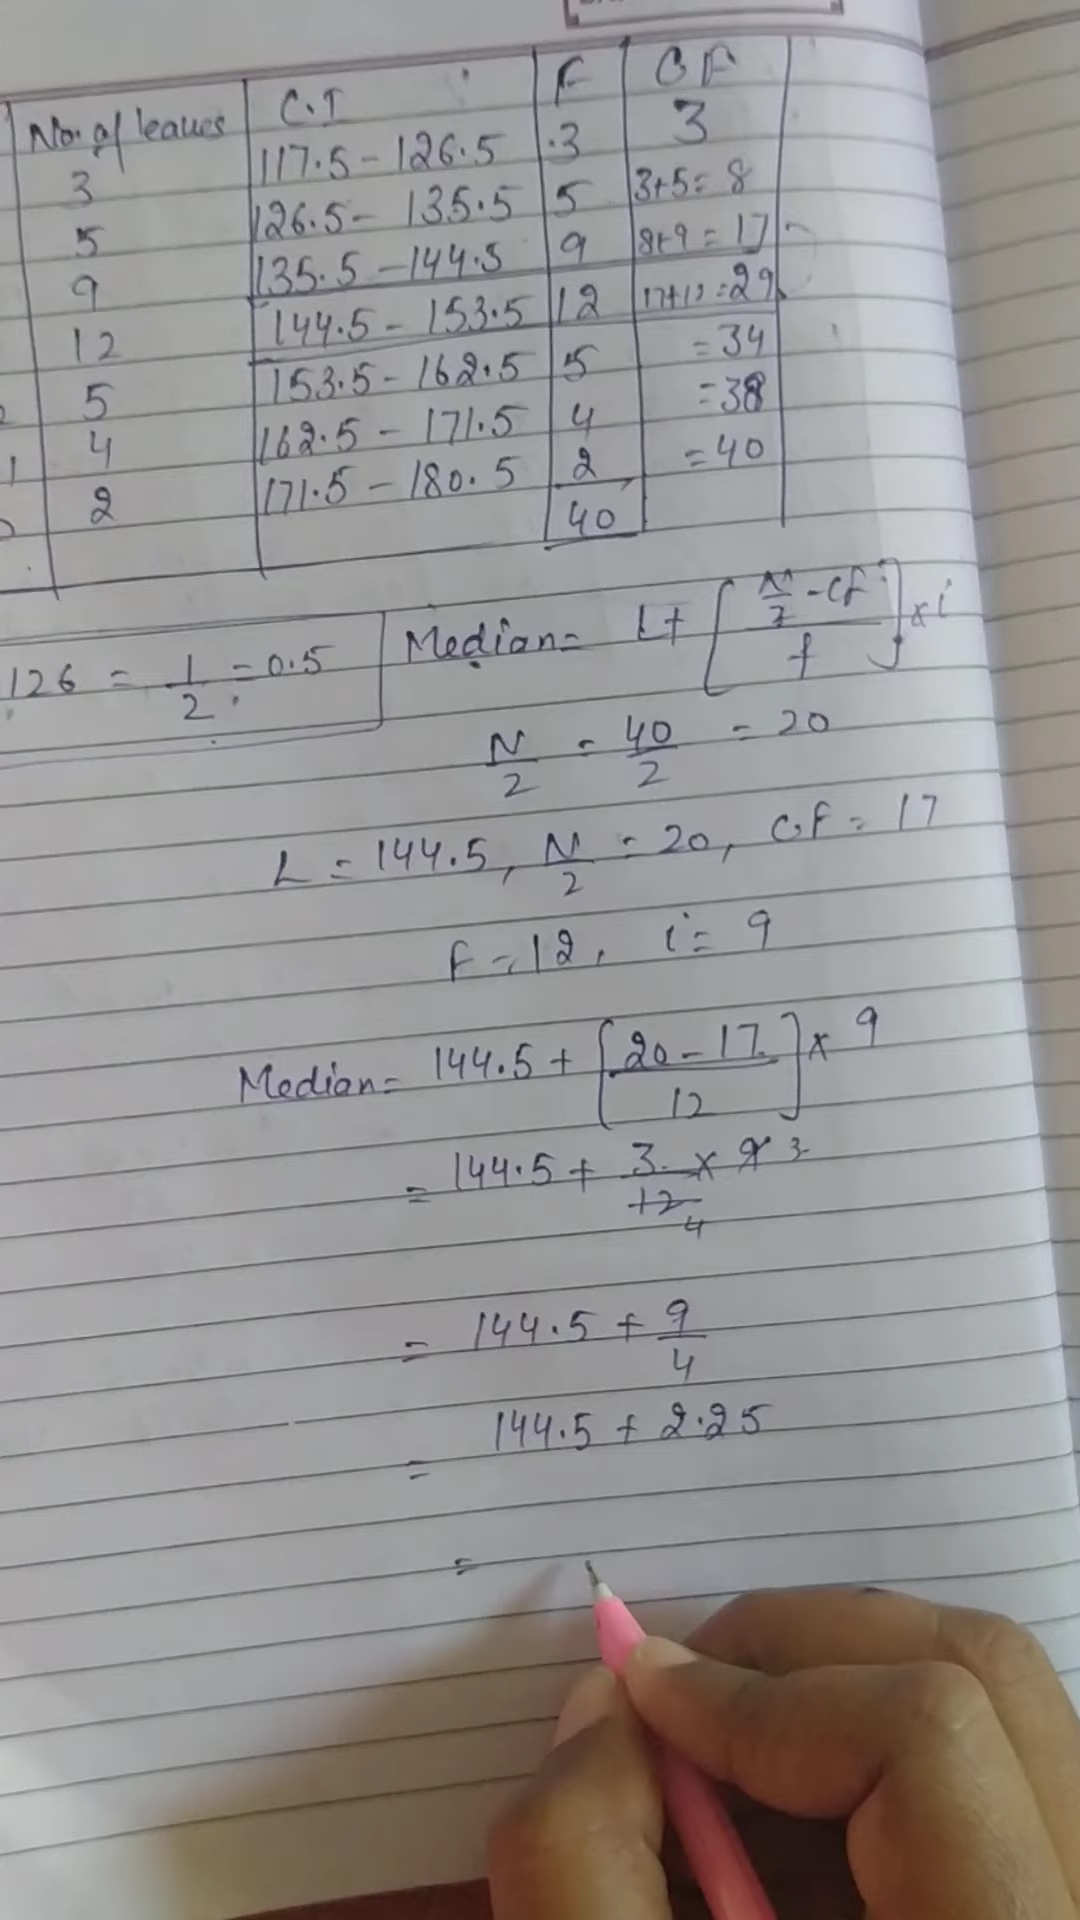 No. of leaves C.I F CF
3 117.5 - 126.5 3 3
5 126.5 - 135.5 5 3+5= 8
9 135.5 - 144.5 9 8+9 = 17
12 144.5 - 153.5 12 17+12 =29
5 153.5 - 162.5 5 = 34
4 162.5 - 171.5 4 = 38
2 171.5 - 180.5 2 = 40
40
126 = 1/2 = 0.5
Median = L + [N/2 - cf / f] × i
N/2 = 40/2 = 20
L = 144.5, N/2 = 20, CF = 17
F = 12, i = 9
Median = 144.5 + [20 - 17 / 12] × 9
= 144.5 + 3/12 4 × 9 3
= 144.5 + 9/4
= 144.5 + 2.25
=